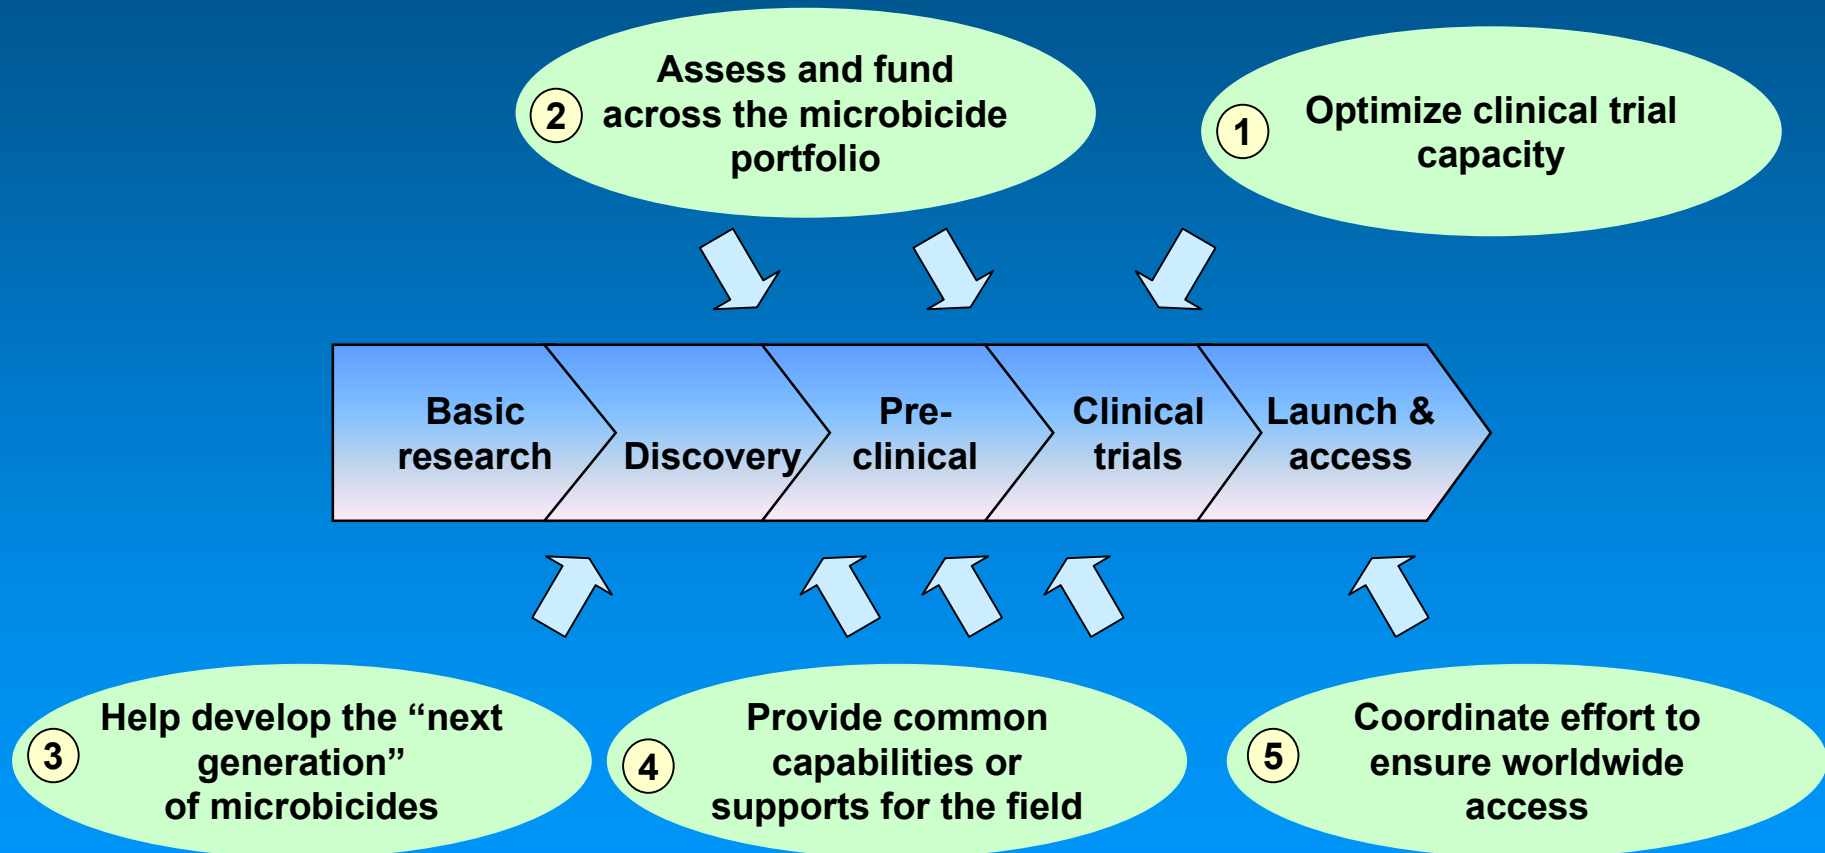 2
Assess and fund
across the microbicide
portfolio
1
Optimize clinical trial
capacity
Basic
research
Discovery
Pre-
clinical
Clinical
trials
Launch &
access
3
Help develop the “next
generation”
of microbicides
4
Provide common
capabilities or
supports for the field
5
Coordinate effort to
ensure worldwide
access